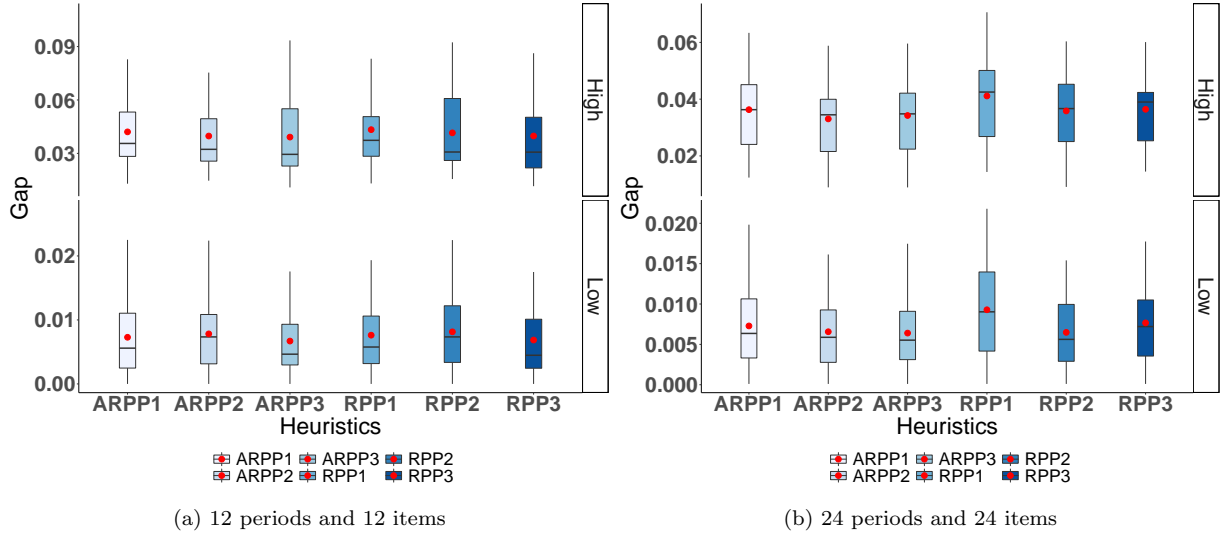 Gap
0.09
0.06
0.03
High
0.02
0.01
0.00
Low
ARPP1 ARPP2 ARPP3 RPP1 RPP2 RPP3
Heuristics
ARPP1 ARPP3 RPP2
ARPP2 RPP1 RPP3
(a) 12 periods and 12 items
Gap
0.06
0.04
0.02
High
0.020
0.015
0.010
0.005
0.000
Low
ARPP1 ARPP2 ARPP3 RPP1 RPP2 RPP3
Heuristics
ARPP1 ARPP3 RPP2
ARPP2 RPP1 RPP3
(b) 24 periods and 24 items